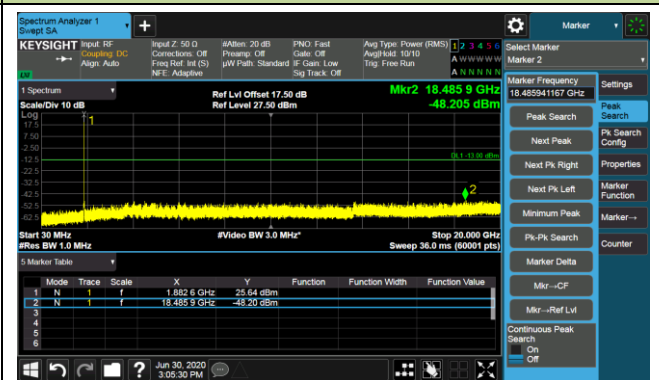 Spectrum Analyzer 1
Swept SA
Marker
KEYSIGHT Input: RF Input Z: 50 Ω #Atten: 20 dB PNO: Fast Avg Type: Power (RMS) 1 2 3 4 5 6
Coupling: DC Corrections: Off Preamp: Off Gate: Off Avg|Hold: 10/10 A W W W W W
Align: Auto Freq Ref: Int (S) µW Path: Standard IF Gain: Low Trig: Free Run
NFE: Adaptive Sig Track: Off A N N N N N
Select Marker
Marker 2
1 Spectrum
Ref Lvl Offset 17.50 dB
Mkr2 18.485 9 GHz
Scale/Div 10 dB
Ref Level 27.50 dBm
-48.205 dBm
Log
17.5
7.50
-2.50
-12.5
-22.5
-32.5
-42.5
-52.5
-62.5
1
DL1 -13.00 dBm
2
Start 30 MHz #Video BW 3.0 MHz* Stop 20.000 GHz
#Res BW 1.0 MHz Sweep 36.0 ms (60001 pts)
5 Marker Table
Mode Trace Scale X Y Function Function Width Function Value
1 N 1 f 1.882 6 GHz 25.64 dBm
2 N 1 f 18.485 9 GHz -48.20 dBm
3
4
5
6
Marker Frequency
18.485941167 GHz
Peak Search
Next Peak
Next Pk Right
Next Pk Left
Minimum Peak
Pk-Pk Search
Marker Delta
Mkr→CF
Mkr→Ref Lvl
Continuous Peak
Search
On
Off
Settings
Peak
Search
Pk Search
Config
Properties
Marker
Function
Marker→
Counter
Jun 30, 2020
3:05:30 PM